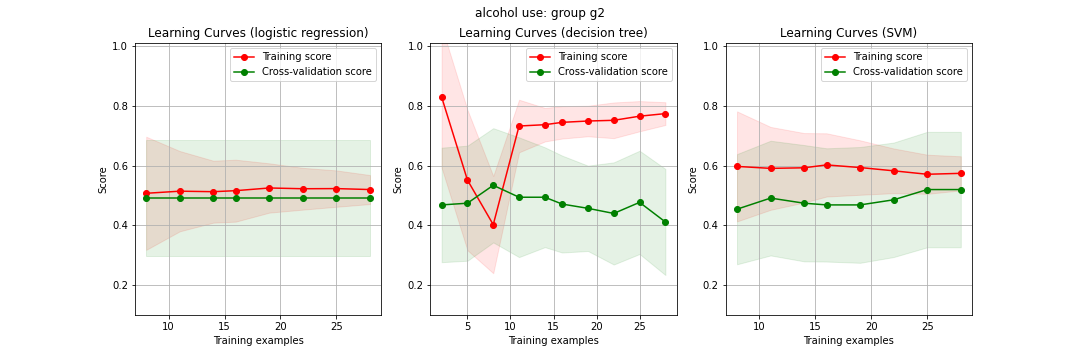 alcohol use: group g2
Learning Curves (logistic regression)
Training score
Cross-validation score
Score
1.0
0.8
0.6
0.4
0.2
10
15
20
25
Training examples
Learning Curves (decision tree)
Training score
Cross-validation score
Score
1.0
0.8
0.6
0.4
0.2
5
10
15
20
25
Training examples
Learning Curves (SVM)
Training score
Cross-validation score
Score
1.0
0.8
0.6
0.4
0.2
10
15
20
25
Training examples